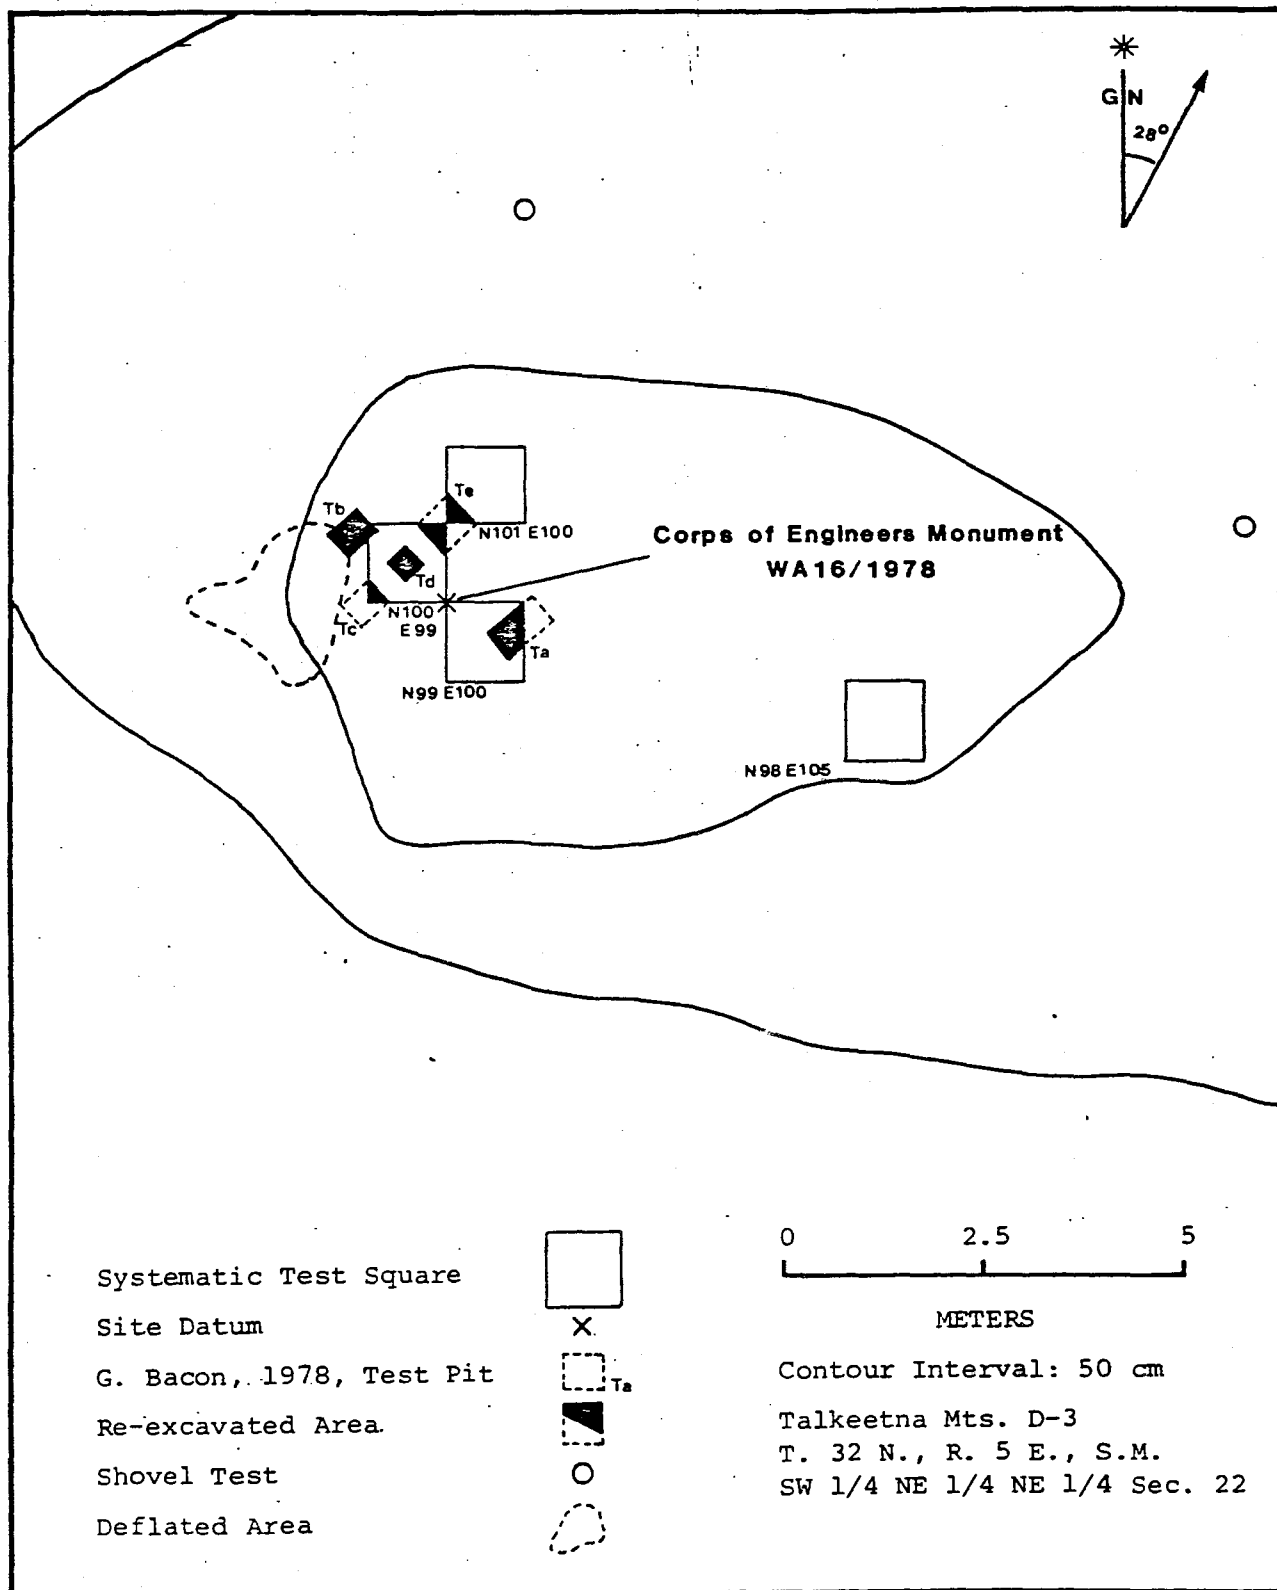 GN
28°
Te
Tb
N101 E100
Corps of Engineers Monument
WA16/1978
Td
N100
E99
Tc
Ta
N99 E100
N98 E105
0 2.5 5
METERS
Systematic Test Square
Site Datum
G. Bacon, 1978, Test Pit
Ta
Re-excavated Area
Shovel Test
Deflated Area
Contour Interval: 50 cm
Talkeetna Mts. D-3
T. 32 N., R. 5 E., S.M.
SW 1/4 NE 1/4 NE 1/4 Sec. 22